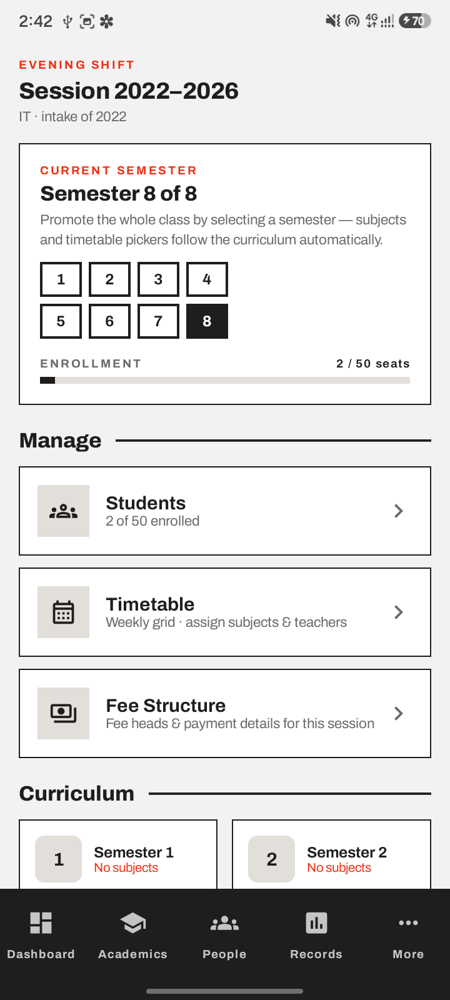 2:42
4G
70
EVENING SHIFT
Session 2022–2026
IT · intake of 2022
CURRENT SEMESTER
Semester 8 of 8
Promote the whole class by selecting a semester — subjects
and timetable pickers follow the curriculum automatically.
1 2 3 4
5 6 7 8
ENROLLMENT 2 / 50 seats
Manage
Students
2 of 50 enrolled
Timetable
Weekly grid · assign subjects & teachers
Fee Structure
Fee heads & payment details for this session
Curriculum
1 Semester 1
No subjects
2 Semester 2
No subjects
Dashboard Academics People Records More